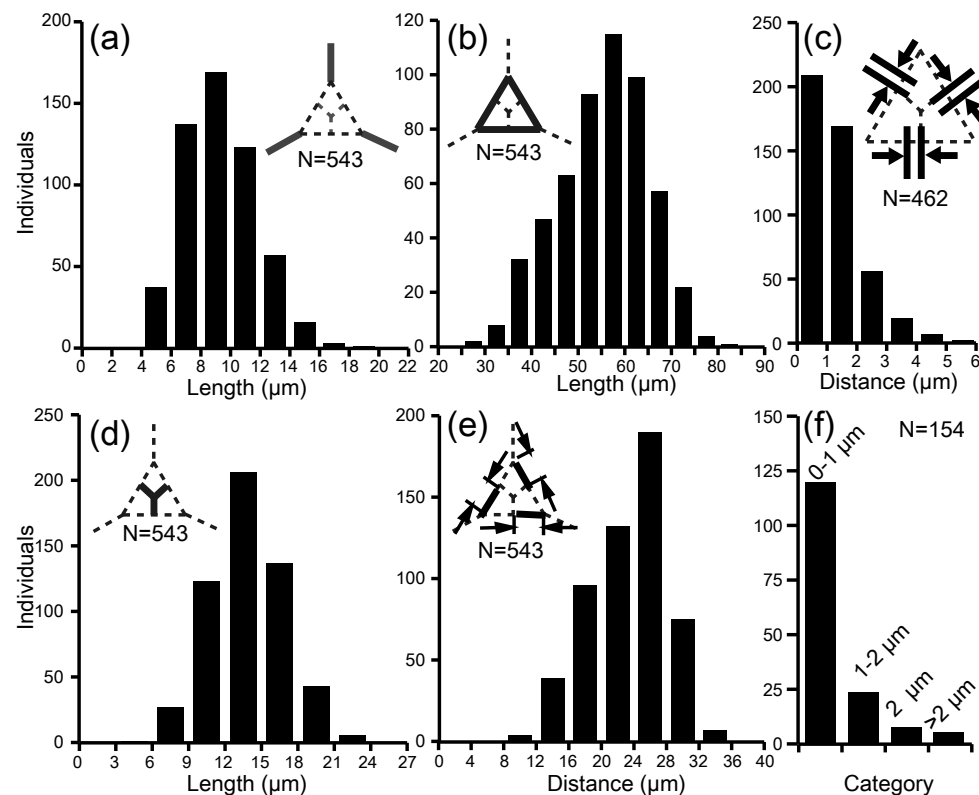 (a)
200
150
100
50
0
Individuals
N=543
0 2 4 6 8 10 12 14 16 18 20 22
Length (µm)
(b)
120
100
80
60
40
20
0
N=543
20 30 40 50 60 70 80 90
Length (µm)
(c)
250
200
150
100
50
0
N=462
0 1 2 3 4 5 6
Distance (µm)
(d)
250
200
150
100
50
0
Individuals
N=543
0 3 6 9 12 15 18 21 24 27
Length (µm)
(e)
200
150
100
50
0
N=543
0 4 8 12 16 20 24 28 32 36 40
Distance (µm)
(f)
N=154
150
125
100
75
50
25
0
0-1 µm
1-2 µm
2 µm
>2 µm
Category